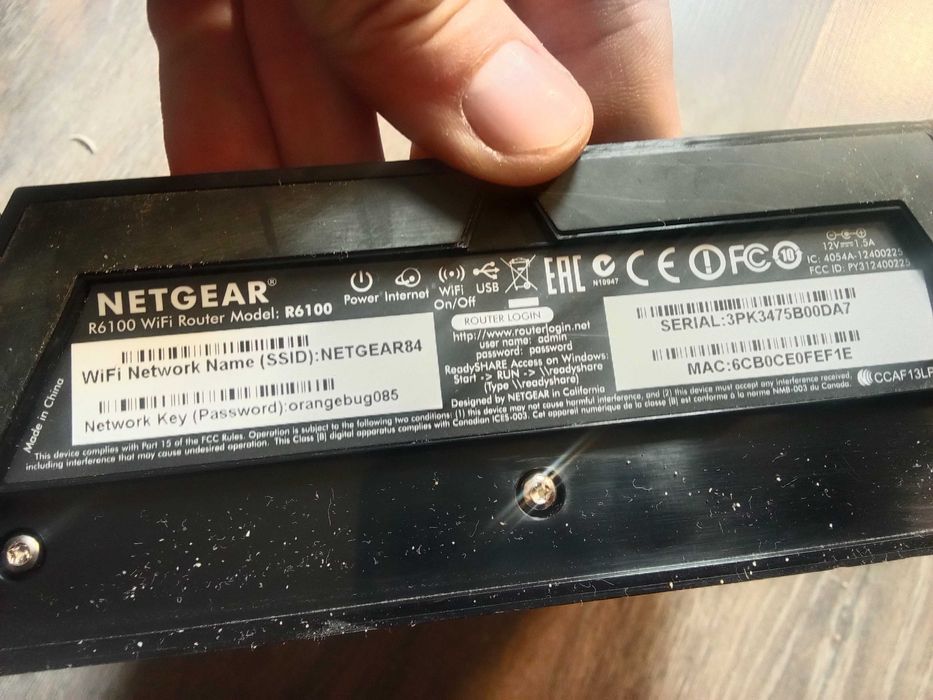 NETGEAR®
R6100 WiFi Router Model: R6100
Power Internet WiFi On/Off USB
EAC
N10947
CE
FC
10
12V 1.5A
IC: 4054A-12400225
FCC ID: PY312400225
WiFi Network Name (SSID):NETGEAR84
Network Key (Password):orangebug085
ROUTER LOGIN
http://www.routerlogin.net
user name: admin
password: password
ReadySHARE Access on Windows:
Start -> RUN -> \\readyshare
(Type \\readyshare)
Designed by NETGEAR in California
SERIAL:3PK3475B00DA7
MAC:6CB0CE0FEF1E
Made in China
This device complies with Part 15 of the FCC Rules. Operation is subject to the following two conditions: (1) this device may not cause harmful interference, and (2) this device must accept any interference received,
including interference that may cause undesired operation. This Class (B) digital apparatus complies with Canadian ICES-003. Cet appareil numérique de la classe (B) est conforme à la norme NMB-003 du Canada.
CCAF13LP